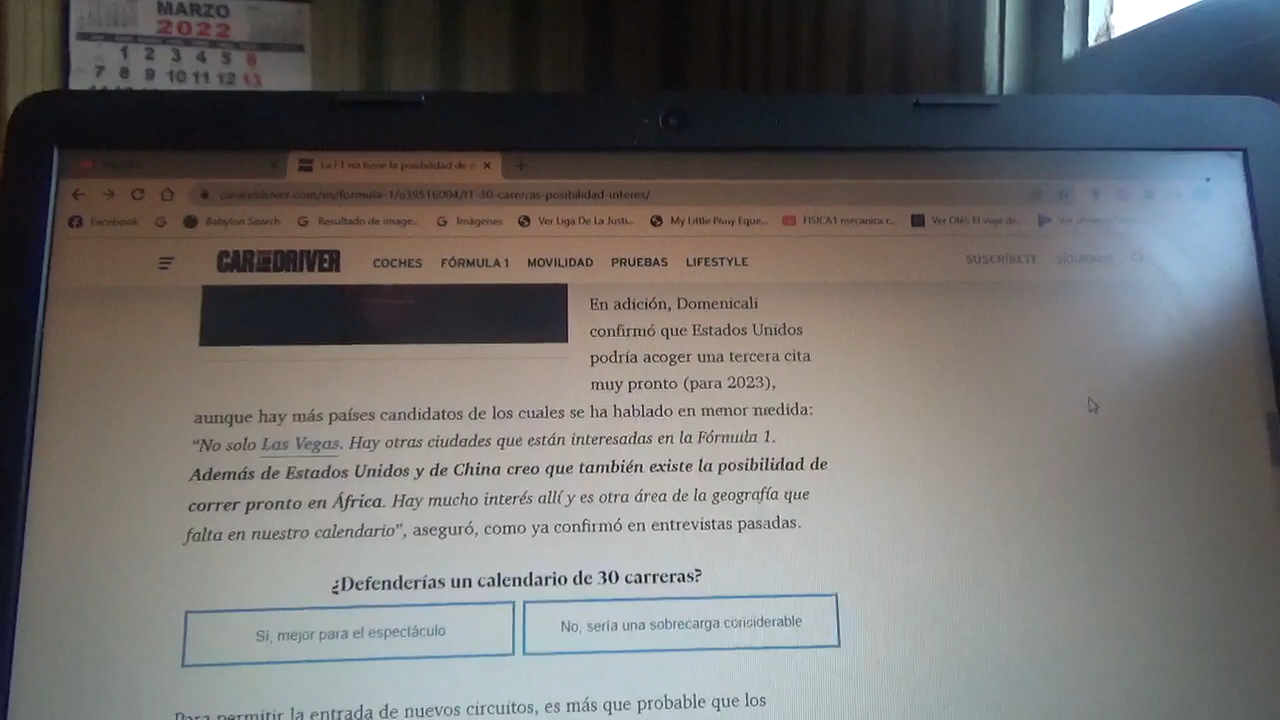 MARZO
2022
1 2 3 4 5 6
7 8 9 10 11 12 13
La F1 no tiene la posibilidad de
caranddriver.com/es/formula-1/a39516004/f1-30-carreras-posibilidad-interes/
Facebook Babylon Search Resultado de image... Imágenes Ver Liga De La Justi... My Little Pony Eque... FISICA1 mecanica c... Ver Olé!: El viaje de
CAR AND DRIVER COCHES FÓRMULA 1 MOVILIDAD PRUEBAS LIFESTYLE SUSCRÍBETE SÍGUENOS
En adición, Domenicali
confirmó que Estados Unidos
podría acoger una tercera cita
muy pronto (para 2023),
aunque hay más países candidatos de los cuales se ha hablado en menor medida:
“No solo Las Vegas. Hay otras ciudades que están interesadas en la Fórmula 1.
Además de Estados Unidos y de China creo que también existe la posibilidad de
correr pronto en África. Hay mucho interés allí y es otra área de la geografía que
falta en nuestro calendario”, aseguró, como ya confirmó en entrevistas pasadas.
¿Defenderías un calendario de 30 carreras?
Sí, mejor para el espectáculo
No, sería una sobrecarga considerable
Para permitir la entrada de nuevos circuitos, es más que probable que los